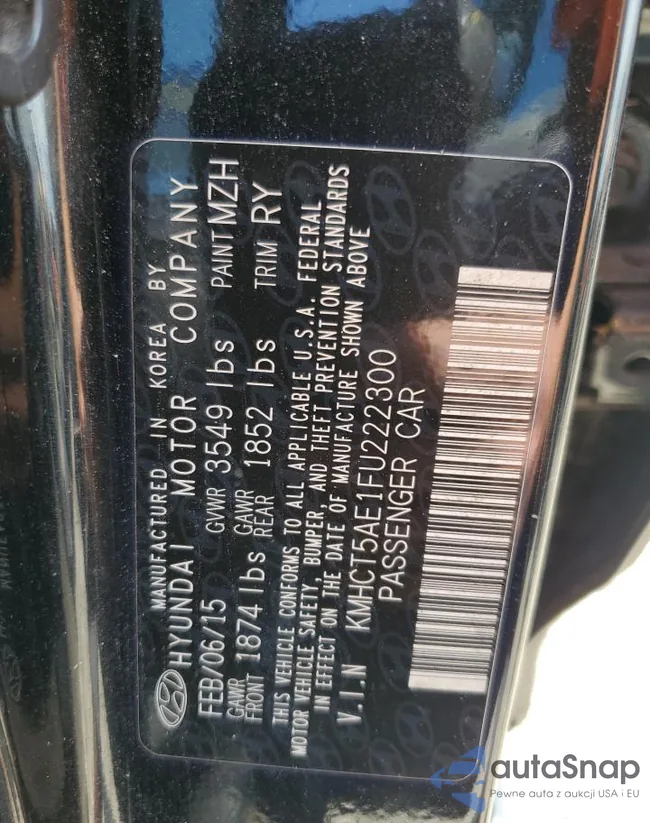 MANUFACTURED IN KOREA BY
HYUNDAI MOTOR COMPANY
FEB/06/15 GVWR 3549 lbs PAINT MZH
GAWR FRONT 1874 lbs GAWR REAR 1852 lbs TRIM RY
THIS VEHICLE CONFORMS TO ALL APPLICABLE U.S.A. FEDERAL
MOTOR VEHICLE SAFETY, BUMPER, AND THEFT PREVENTION STANDARDS
IN EFFECT ON THE DATE OF MANUFACTURE SHOWN ABOVE
V.I.N KMHCT5AE1FU222300
PASSENGER CAR
autaSnap
Pewne auta z aukcji USA i EU